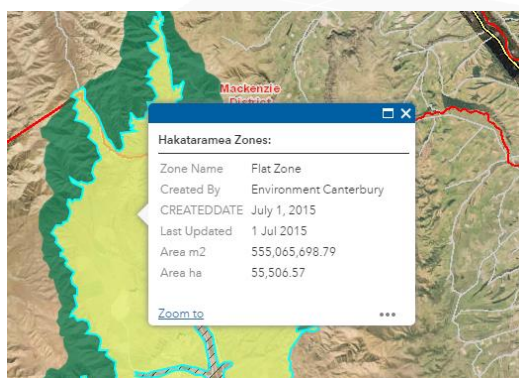 Mackenzie
District
Hakataramea Zones:
Zone Name Flat Zone
Created By Environment Canterbury
CREATEDDATE July 1, 2015
Last Updated 1 Jul 2015
Area m2 555,065,698.79
Area ha 55,506.57
Zoom to